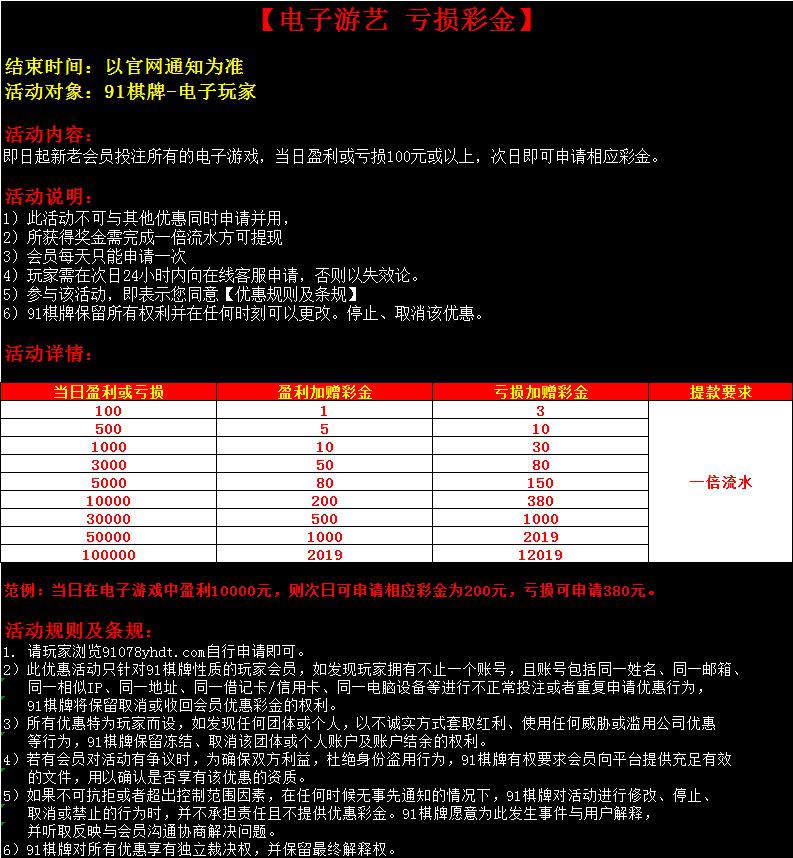 【电子游艺 亏损彩金】
结束时间：以官网通知为准
活动对象：91棋牌-电子玩家
活动内容：
即日起新老会员投注所有的电子游戏，当日盈利或亏损100元或以上，次日即可申请相应彩金。
活动说明：
1）此活动不可与其他优惠同时申请并用，
2）所获得奖金需完成一倍流水方可提现
3）会员每天只能申请一次
4）玩家需在次日24小时内向在线客服申请，否则以失效论。
5）参与该活动，即表示您同意【优惠规则及条规】
6）91棋牌保留所有权利并在任何时刻可以更改。停止、取消该优惠。
活动详情：
当日盈利或亏损 盈利加赠彩金 亏损加赠彩金 提款要求
100 1 3
500 5 10
1000 10 30
3000 50 80
5000 80 150 一倍流水
10000 200 380
30000 500 1000
50000 1000 2019
100000 2019 12019
范例：当日在电子游戏中盈利10000元，则次日可申请相应彩金为200元，亏损可申请380元。
活动规则及条规：
1. 请玩家浏览91078yhdt.com自行申请即可。
2）此优惠活动只针对91棋牌性质的玩家会员，如发现玩家拥有不止一个账号，且账号包括同一姓名、同一邮箱、
同一相似IP、同一地址、同一借记卡/信用卡、同一电脑设备等进行不正常投注或者重复申请优惠行为，
91棋牌将保留取消或收回会员优惠彩金的权利。
3）所有优惠特为玩家而设，如发现任何团体或个人，以不诚实方式套取红利、使用任何威胁或滥用公司优惠
等行为，91棋牌保留冻结、取消该团体或个人账户及账户结余的权利。
4）若有会员对活动有争议时，为确保双方利益，杜绝身份盗用行为，91棋牌有权要求会员向平台提供充足有效
的文件，用以确认是否享有该优惠的资质。
5）如果不可抗拒或者超出控制范围因素，在任何时候无事先通知的情况下，91棋牌对活动进行修改、停止、
取消或禁止的行为时，并不承担责任且不提供优惠彩金。91棋牌愿意为此发生事件与用户解释，
并听取反映与会员沟通协商解决问题。
6）91棋牌对所有优惠享有独立裁决权，并保留最终解释权。